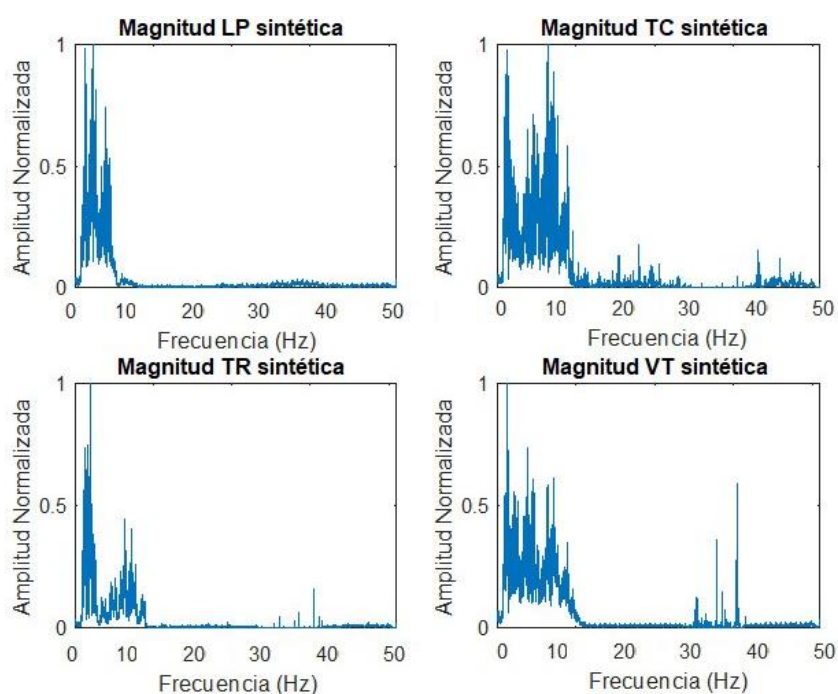 Magnitud LP sintética
Amplitud Normalizada
1
0.5
0
0 10 20 30 40 50
Frecuencia (Hz)
Magnitud TC sintética
Amplitud Normalizada
1
0.5
0
0 10 20 30 40 50
Frecuencia (Hz)
Magnitud TR sintética
Amplitud Normalizada
1
0.5
0
0 10 20 30 40 50
Frecuencia (Hz)
Magnitud VT sintética
Amplitud Normalizada
1
0.5
0
0 10 20 30 40 50
Frecuencia (Hz)